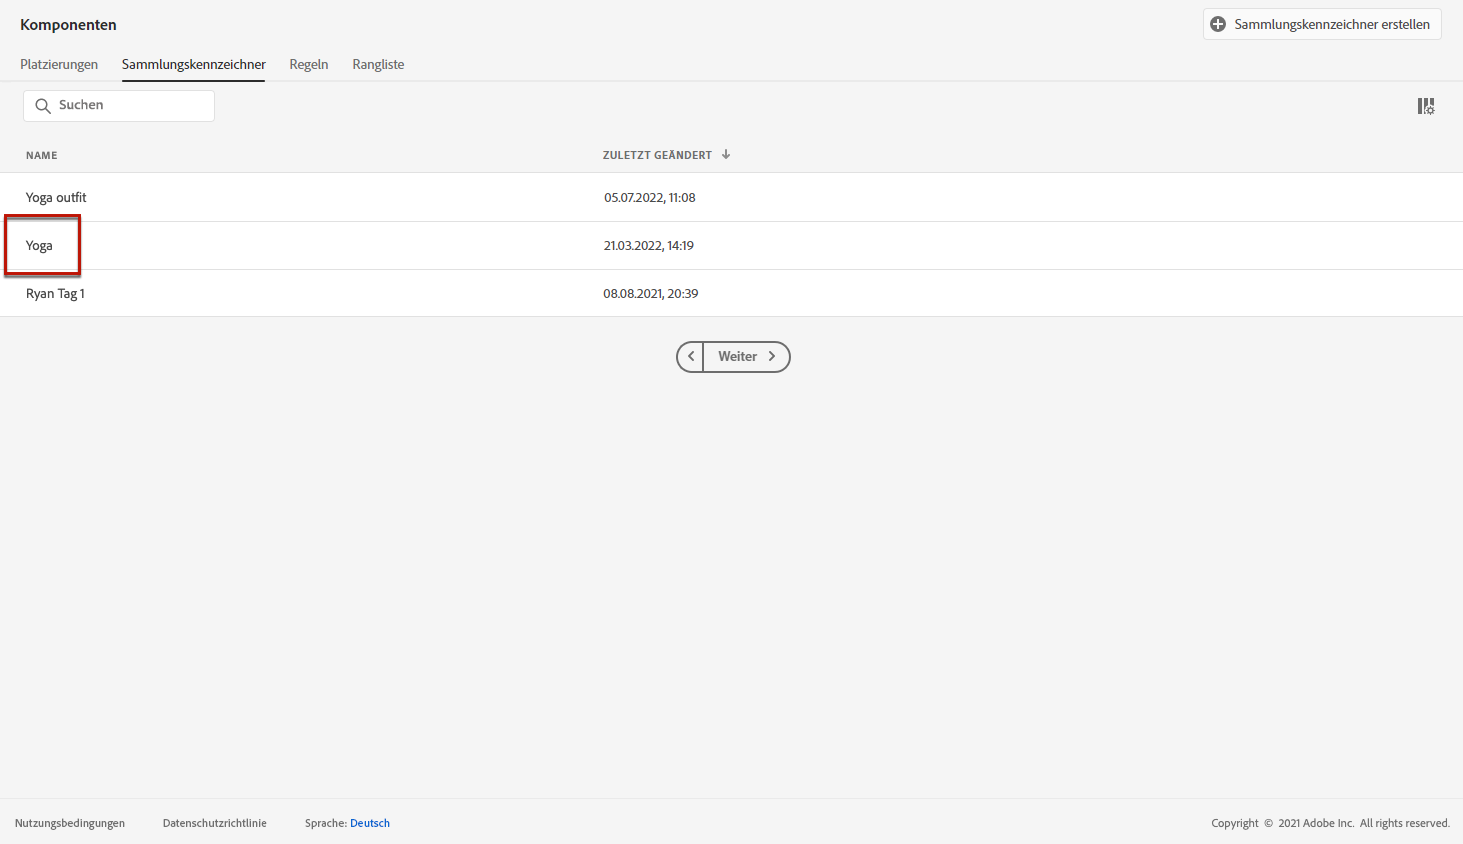 Komponenten
Sammlungskennzeichner erstellen
Platzierungen Sammlungskennzeichner Regeln Rangliste
Suchen
NAME ZULETZT GEÄNDERT
Yoga outfit 05.07.2022, 11:08
Yoga 21.03.2022, 14:19
Ryan Tag 1 08.08.2021, 20:39
Weiter
Nutzungsbedingungen Datenschutzrichtlinie Sprache: Deutsch Copyright © 2021 Adobe Inc. All rights reserved.